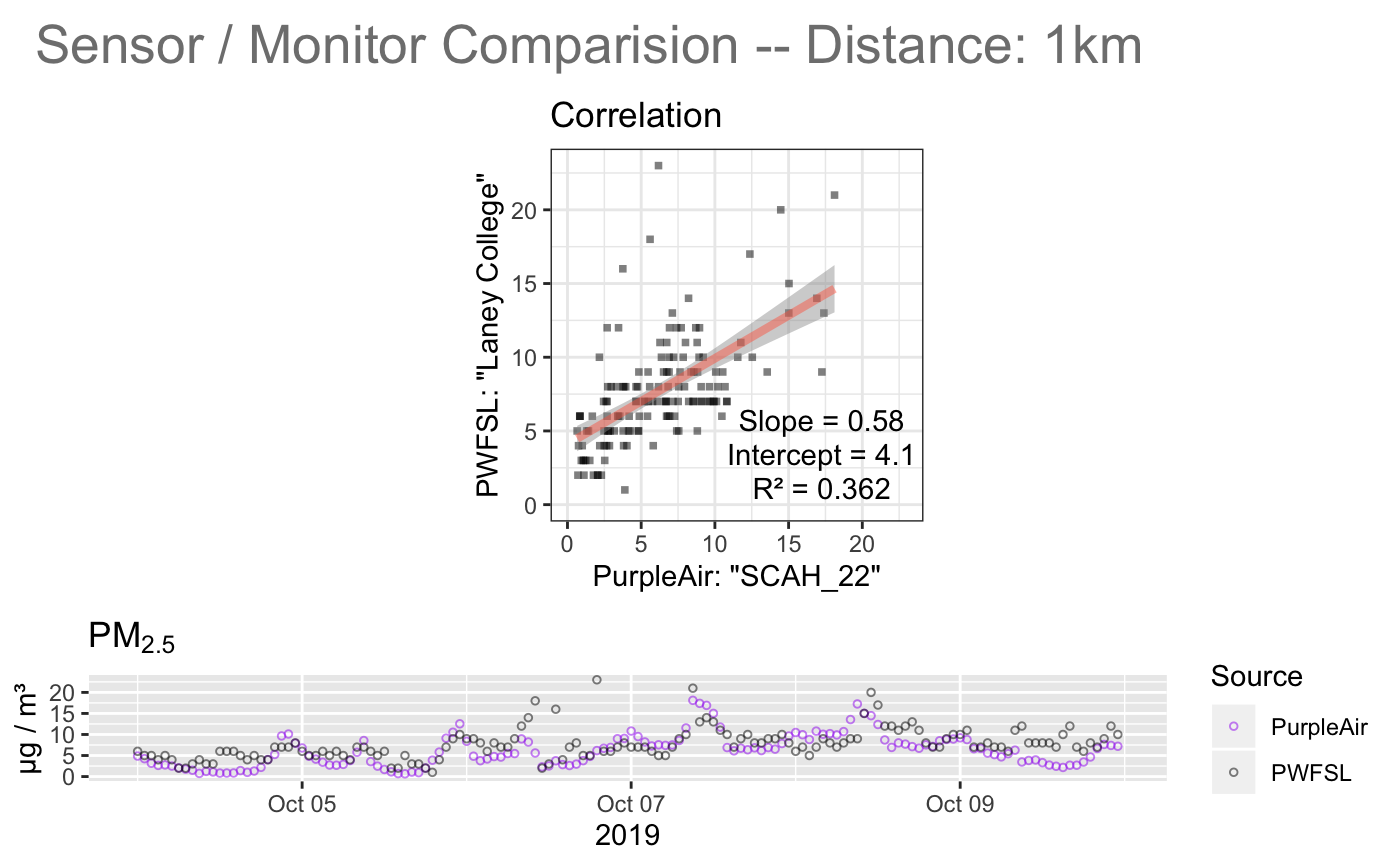 Sensor / Monitor Comparision -- Distance: 1km
Correlation
PWFSL: "Laney College"
20
15
10
5
0
Slope = 0.58
Intercept = 4.1
R² = 0.362
0 5 10 15 20
PurpleAir: "SCAH_22"
PM2.5
µg / m³
20
15
10
5
0
Oct 05 Oct 07 Oct 09
2019
Source
PurpleAir
PWFSL